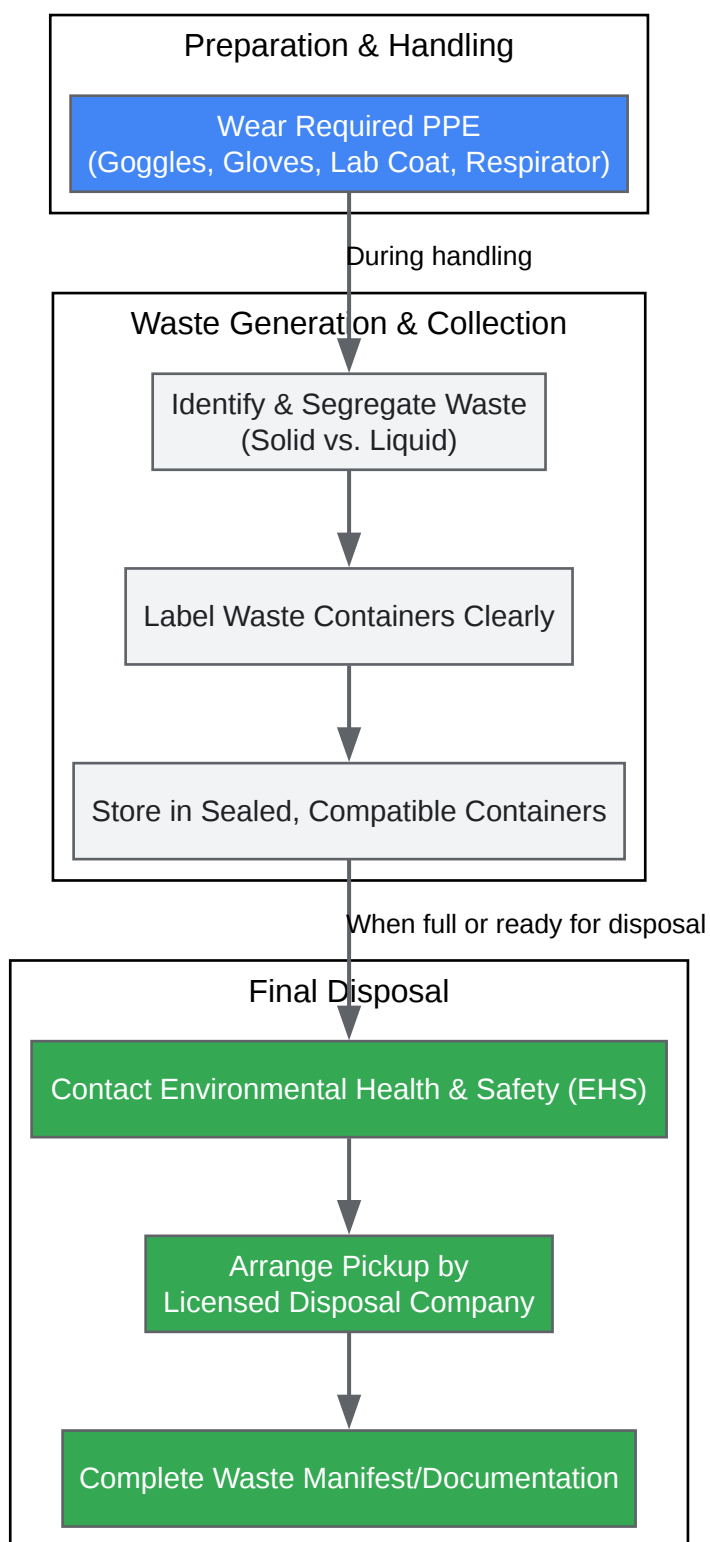 Preparation & Handling
Wear Required PPE
(Goggles, Gloves, Lab Coat, Respirator)
During handling
Waste Generation & Collection
Identify & Segregate Waste
(Solid vs. Liquid)
Label Waste Containers Clearly
Store in Sealed, Compatible Containers
When full or ready for disposal
Final Disposal
Contact Environmental Health & Safety (EHS)
Arrange Pickup by
Licensed Disposal Company
Complete Waste Manifest/Documentation